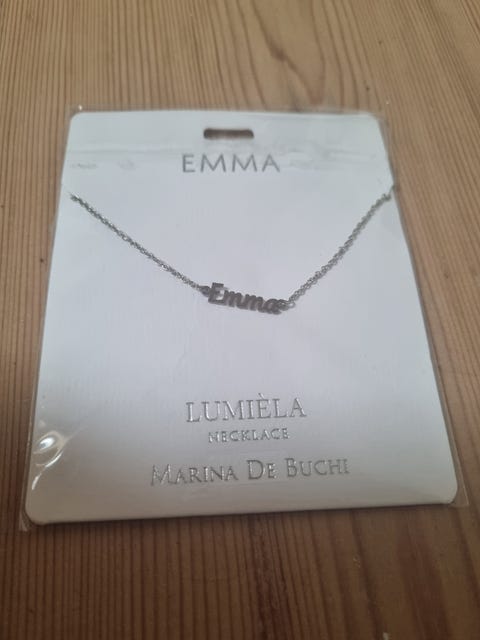 EMMA
Emma
LUMIÈLA
NECKLACE
MARINA DE BUCHI